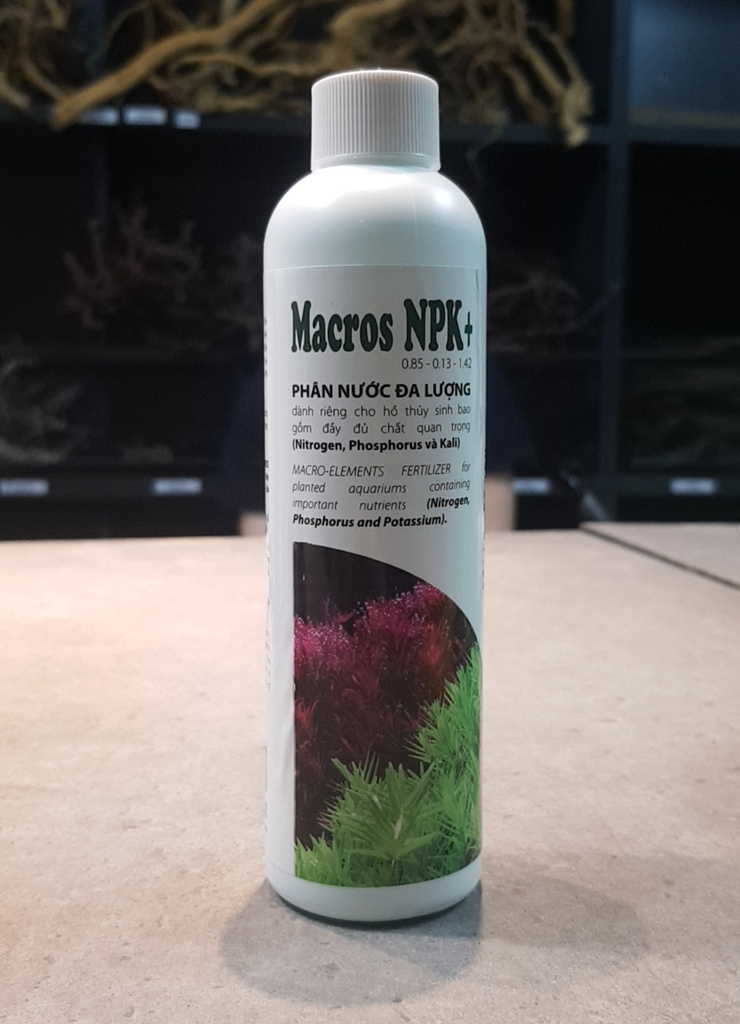 Macros NPK+
0.85 - 0.13 - 1.42
PHÂN NƯỚC ĐA LƯỢNG
dành riêng cho hồ thủy sinh bao
gồm đầy đủ chất quan trọng
(Nitrogen, Phosphorus và Kali)
MACRO-ELEMENTS FERTILIZER for
planted aquariums containing
important nutrients (Nitrogen,
Phosphorus and Potassium).